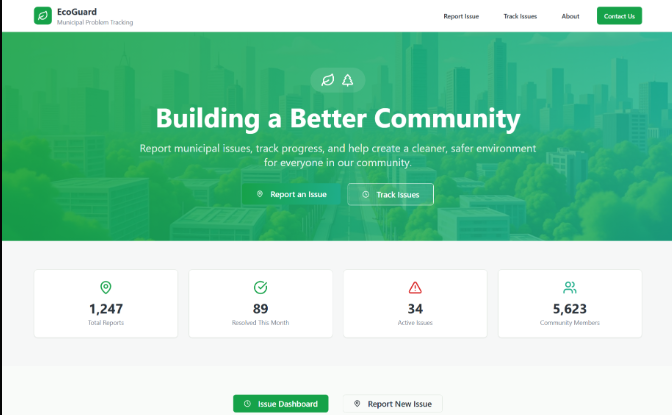 EcoGuard
Municipal Problem Tracking
Report Issue
Track Issues
About
Contact Us
Building a Better Community
Report municipal issues, track progress, and help create a cleaner, safer environment
for everyone in our community.
Report an Issue
Track Issues
1,247
Total Reports
89
Resolved This Month
34
Active Issues
5,623
Community Members
Issue Dashboard
Report New Issue